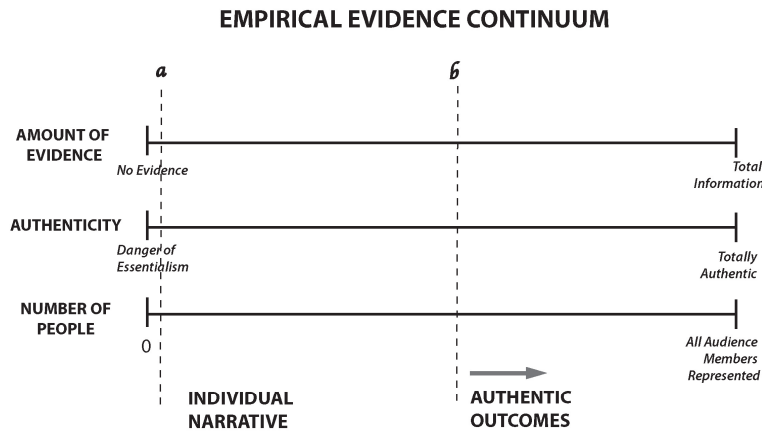 EMPIRICAL EVIDENCE CONTINUUM
a
b
AMOUNT OF
EVIDENCE
No Evidence
Total
Information
AUTHENTICITY
Danger of
Essentialism
Totally
Authentic
NUMBER OF
PEOPLE
0
All Audience
Members
Represented
INDIVIDUAL
NARRATIVE
AUTHENTIC
OUTCOMES